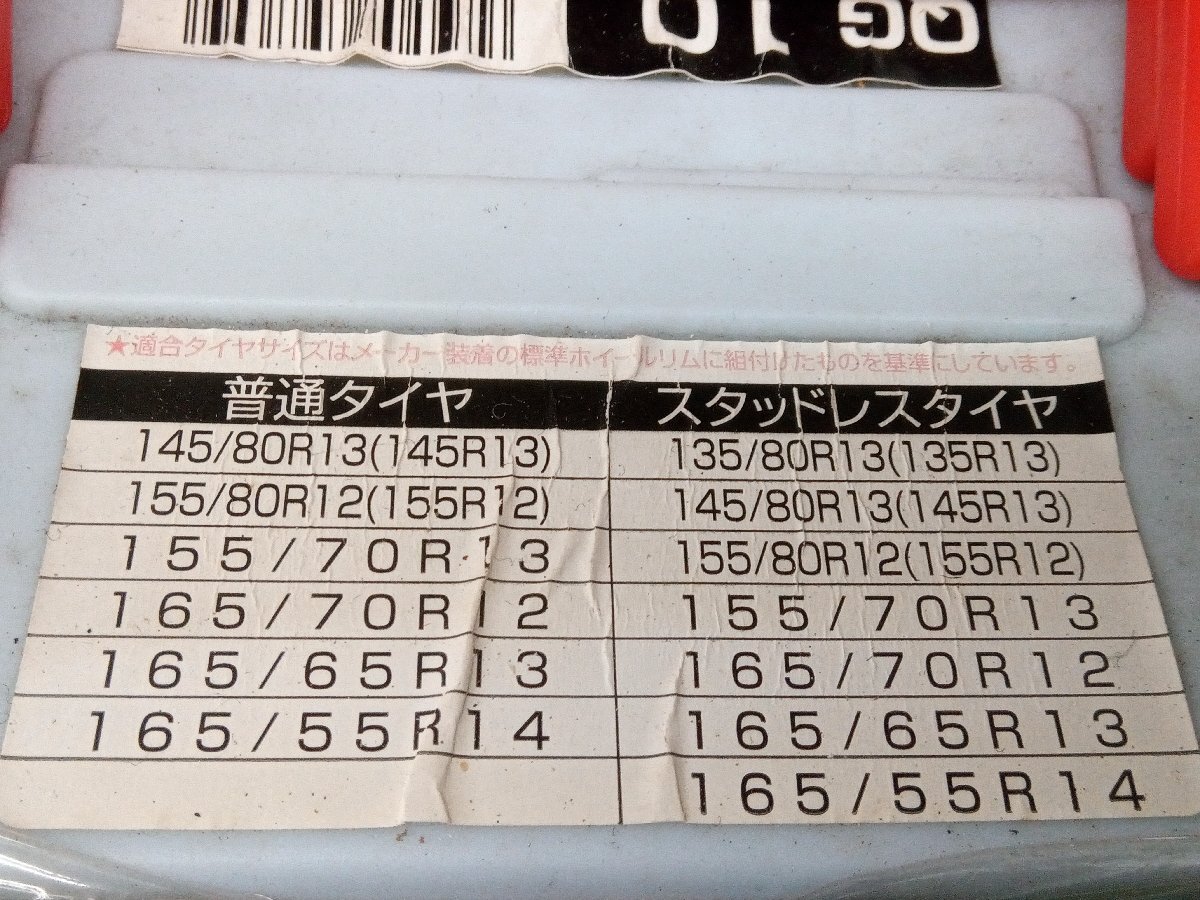 QG 10
★適合タイヤサイズはメーカー装着の標準ホイールリムに組付けたものを基準にしています。
普通タイヤ スタッドレスタイヤ
145/80R13(145R13) 135/80R13(135R13)
155/80R12(155R12) 145/80R13(145R13)
155/70R13 155/80R12(155R12)
165/70R12 155/70R13
165/65R13 165/70R12
165/55R14 165/65R13
165/55R14